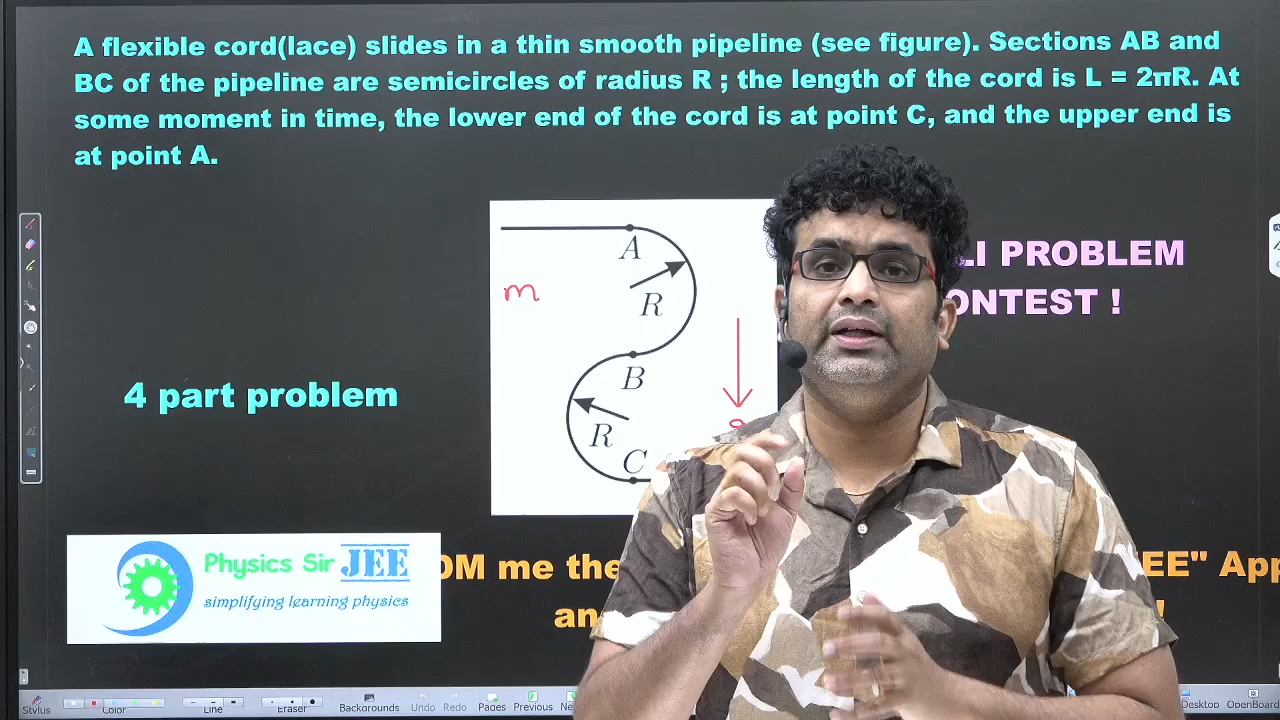 A flexible cord(lace) slides in a thin smooth pipeline (see figure). Sections AB and
BC of the pipeline are semicircles of radius R ; the length of the cord is L = 2πR. At
some moment in time, the lower end of the cord is at point C, and the upper end is
at point A.
A
m
R
B
R
C
LI PROBLEM
ONTEST !
4 part problem
Physics Sir JEE
simplifying learning physics
OM me the
EE" App
an
!
Stylus
Color
Line
Eraser
Backgrounds
Undo
Redo
Pages
Previous
Desktop
OpenBoard